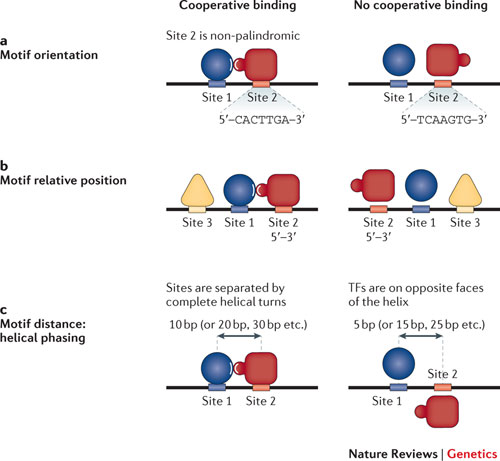 Cooperative binding
No cooperative binding
a
Motif orientation
Site 2 is non-palindromic
Site 1 Site 2
5′–CACTTGA–3′
Site 1 Site 2
5′–TCAAGTG–3′
b
Motif relative position
Site 3 Site 1 Site 2
5′–3′
Site 2 Site 1 Site 3
5′–3′
c
Motif distance:
helical phasing
Sites are separated by
complete helical turns
10 bp (or 20 bp, 30 bp etc.)
Site 1 Site 2
TFs are on opposite faces
of the helix
5 bp (or 15 bp, 25 bp etc.)
Site 2
Site 1
Nature Reviews | Genetics